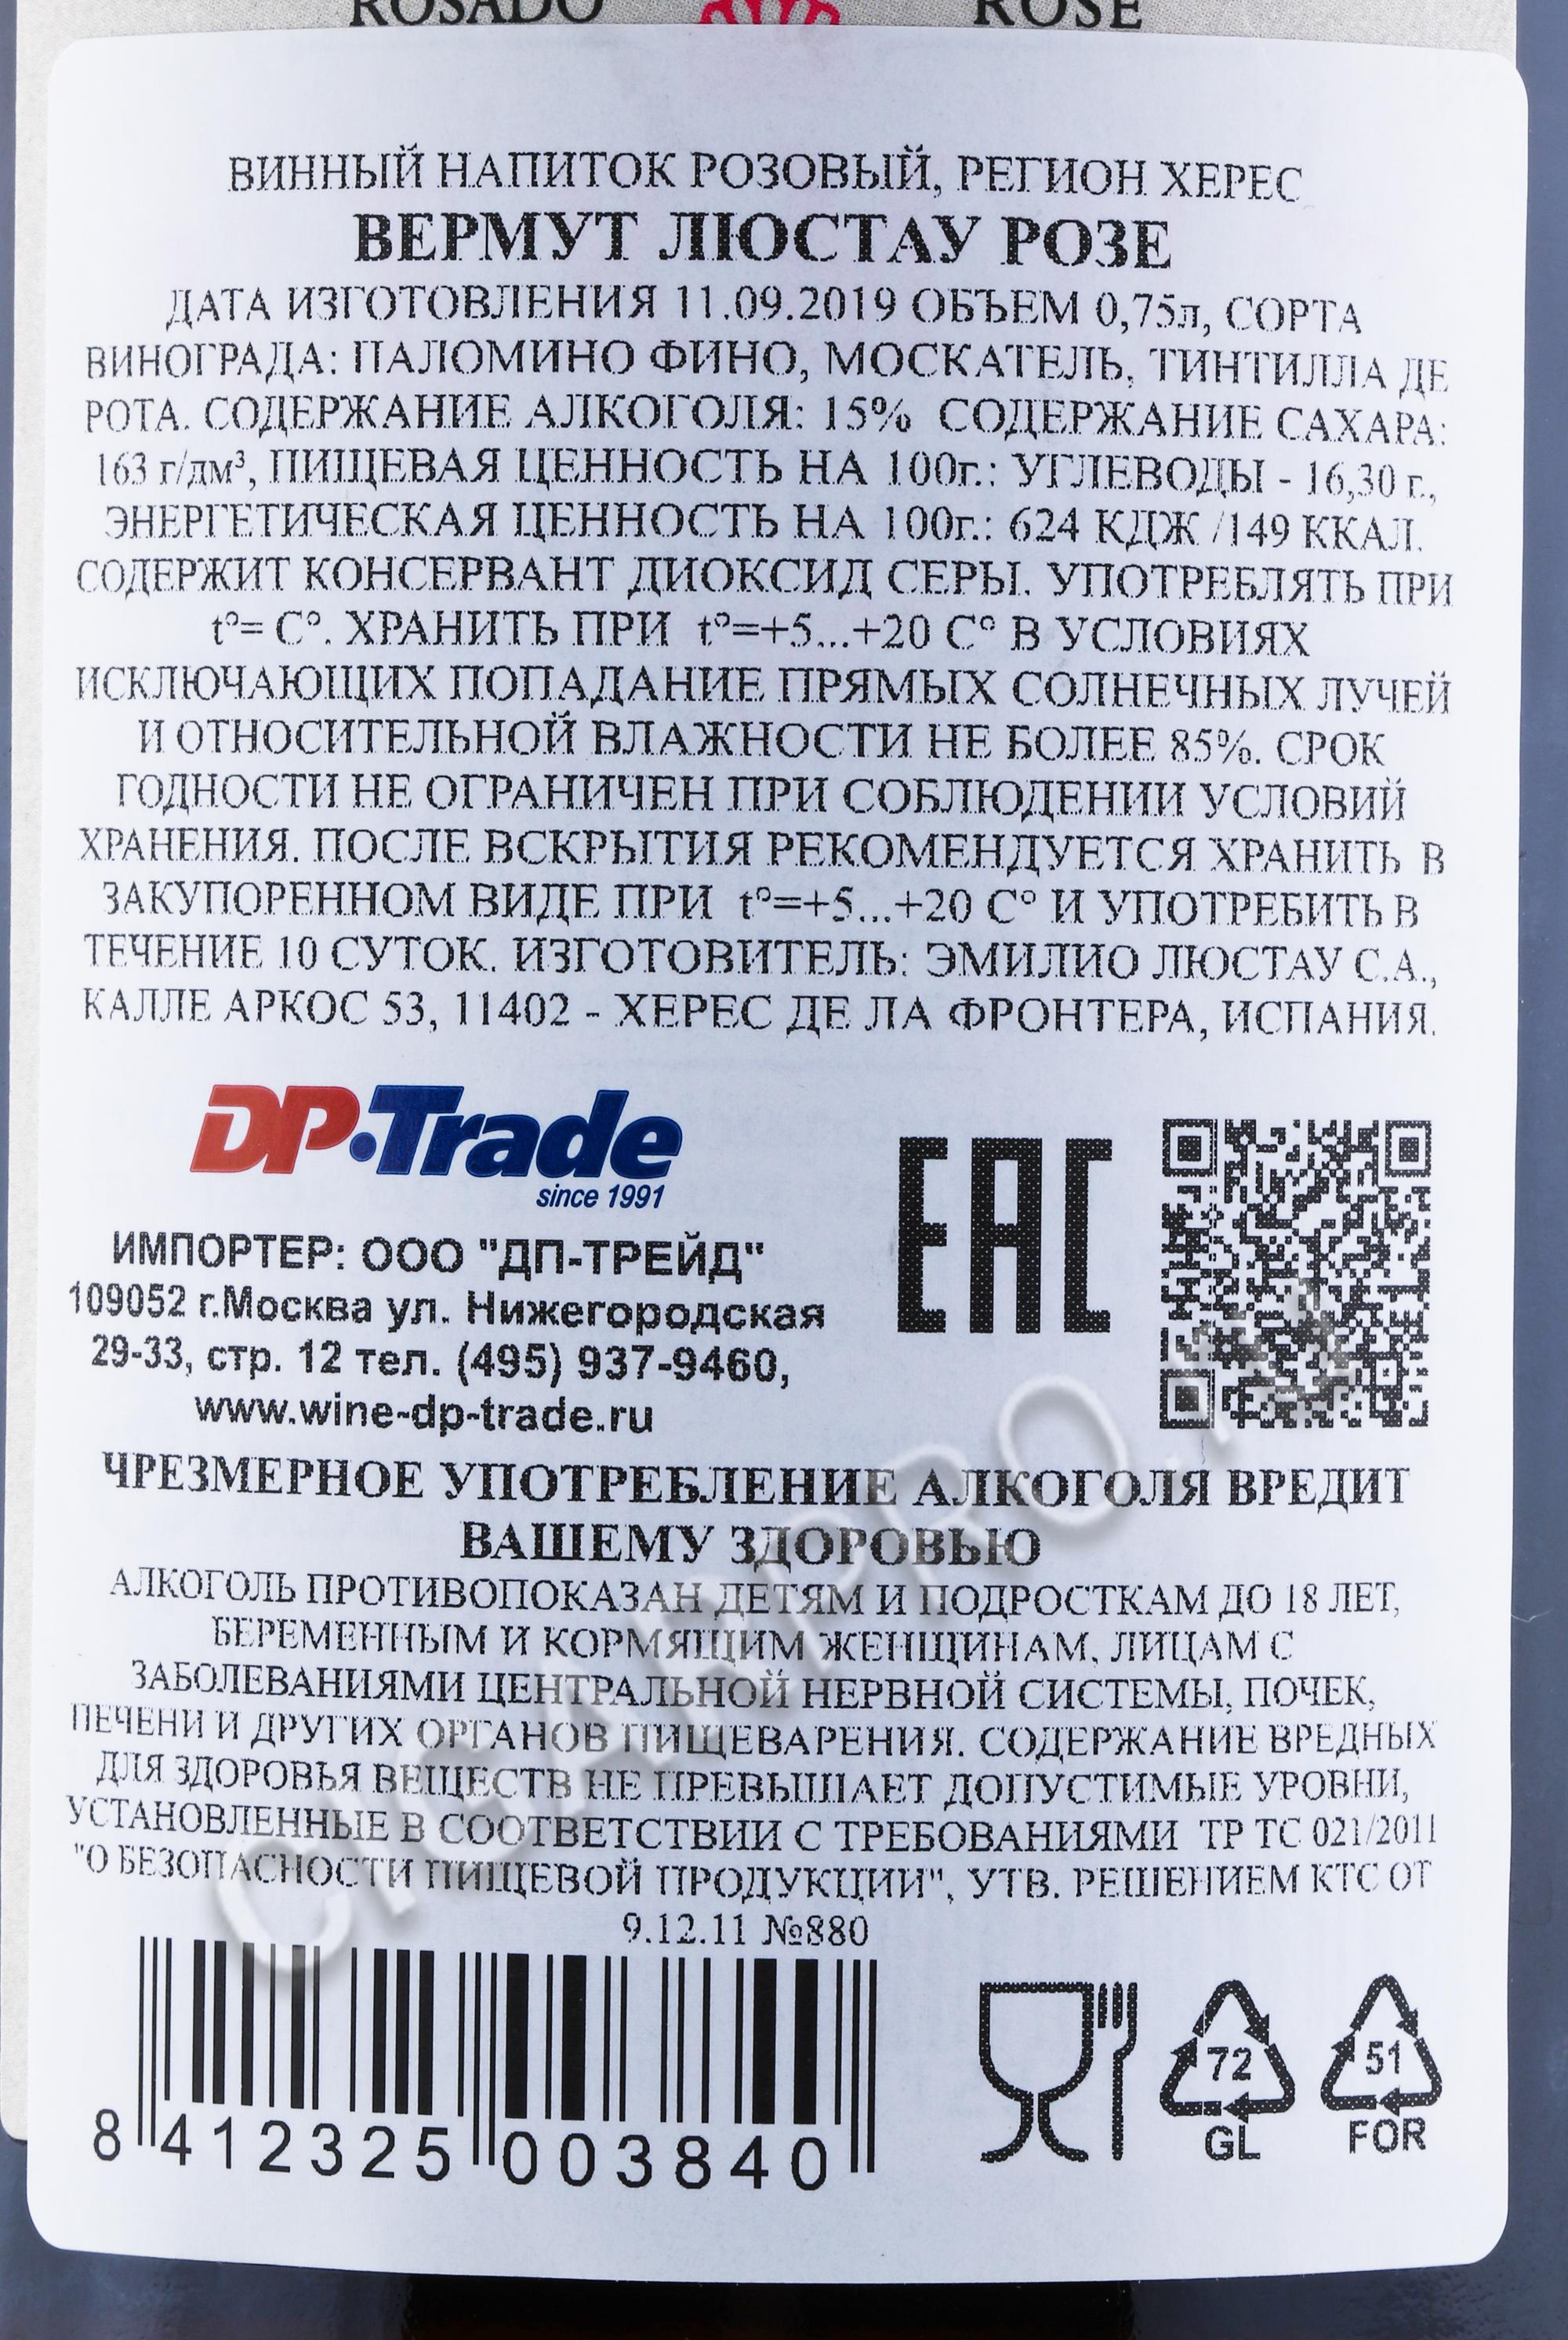 ROSADO ROSÉ
ВИННЫЙ НАПИТОК РОЗОВЫЙ, РЕГИОН ХЕРЕС
ВЕРМУТ ЛЮСТАУ РОЗЕ
ДАТА ИЗГОТОВЛЕНИЯ 11.09.2019 ОБЪЕМ 0,75л, СОРТА
ВИНОГРАДА: ПАЛОМИНО ФИНО, МОСКАТЕЛЬ, ТИНТИЛЛА ДЕ
РОТА. СОДЕРЖАНИЕ АЛКОГОЛЯ: 15% СОДЕРЖАНИЕ САХАРА:
163 г/дм³, ПИЩЕВАЯ ЦЕННОСТЬ НА 100г.: УГЛЕВОДЫ - 16,30 г.,
ЭНЕРГЕТИЧЕСКАЯ ЦЕННОСТЬ НА 100г.: 624 КДЖ /149 ККАЛ.
СОДЕРЖИТ КОНСЕРВАНТ ДИОКСИД СЕРЫ. УПОТРЕБЛЯТЬ ПРИ
t°= C°. ХРАНИТЬ ПРИ t°=+5...+20 C° В УСЛОВИЯХ
ИСКЛЮЧАЮЩИХ ПОПАДАНИЕ ПРЯМЫХ СОЛНЕЧНЫХ ЛУЧЕЙ
И ОТНОСИТЕЛЬНОЙ ВЛАЖНОСТИ НЕ БОЛЕЕ 85%. СРОК
ГОДНОСТИ НЕ ОГРАНИЧЕН ПРИ СОБЛЮДЕНИИ УСЛОВИЙ
ХРАНЕНИЯ. ПОСЛЕ ВСКРЫТИЯ РЕКОМЕНДУЕТСЯ ХРАНИТЬ В
ЗАКУПОРЕННОМ ВИДЕ ПРИ t°=+5...+20 C° И УПОТРЕБИТЬ В
ТЕЧЕНИЕ 10 СУТОК. ИЗГОТОВИТЕЛЬ: ЭМИЛИО ЛЮСТАУ С.А.,
КАЛЛЕ АРКОС 53, 11402 - ХЕРЕС ДЕ ЛА ФРОНТЕРА, ИСПАНИЯ.
DP·Trade
since 1991
EAC
ИМПОРТЕР: ООО "ДП-ТРЕЙД"
109052 г.Москва ул. Нижегородская
29-33, стр. 12 тел. (495) 937-9460,
www.wine-dp-trade.ru
ЧРЕЗМЕРНОЕ УПОТРЕБЛЕНИЕ АЛКОГОЛЯ ВРЕДИТ
ВАШЕМУ ЗДОРОВЬЮ
АЛКОГОЛЬ ПРОТИВОПОКАЗАН ДЕТЯМ И ПОДРОСТКАМ ДО 18 ЛЕТ,
БЕРЕМЕННЫМ И КОРМЯЩИМ ЖЕНЩИНАМ, ЛИЦАМ С
ЗАБОЛЕВАНИЯМИ ЦЕНТРАЛЬНОЙ НЕРВНОЙ СИСТЕМЫ, ПОЧЕК,
ПЕЧЕНИ И ДРУГИХ ОРГАНОВ ПИЩЕВАРЕНИЯ. СОДЕРЖАНИЕ ВРЕДНЫХ
ДЛЯ ЗДОРОВЬЯ ВЕЩЕСТВ НЕ ПРЕВЫШАЕТ ДОПУСТИМЫЕ УРОВНИ,
УСТАНОВЛЕННЫЕ В СООТВЕТСТВИИ С ТРЕБОВАНИЯМИ ТР ТС 021/2011
"О БЕЗОПАСНОСТИ ПИЩЕВОЙ ПРОДУКЦИИ", УТВ. РЕШЕНИЕМ КТС ОТ
9.12.11 №880
8 412325 003840
72
GL
51
FOR